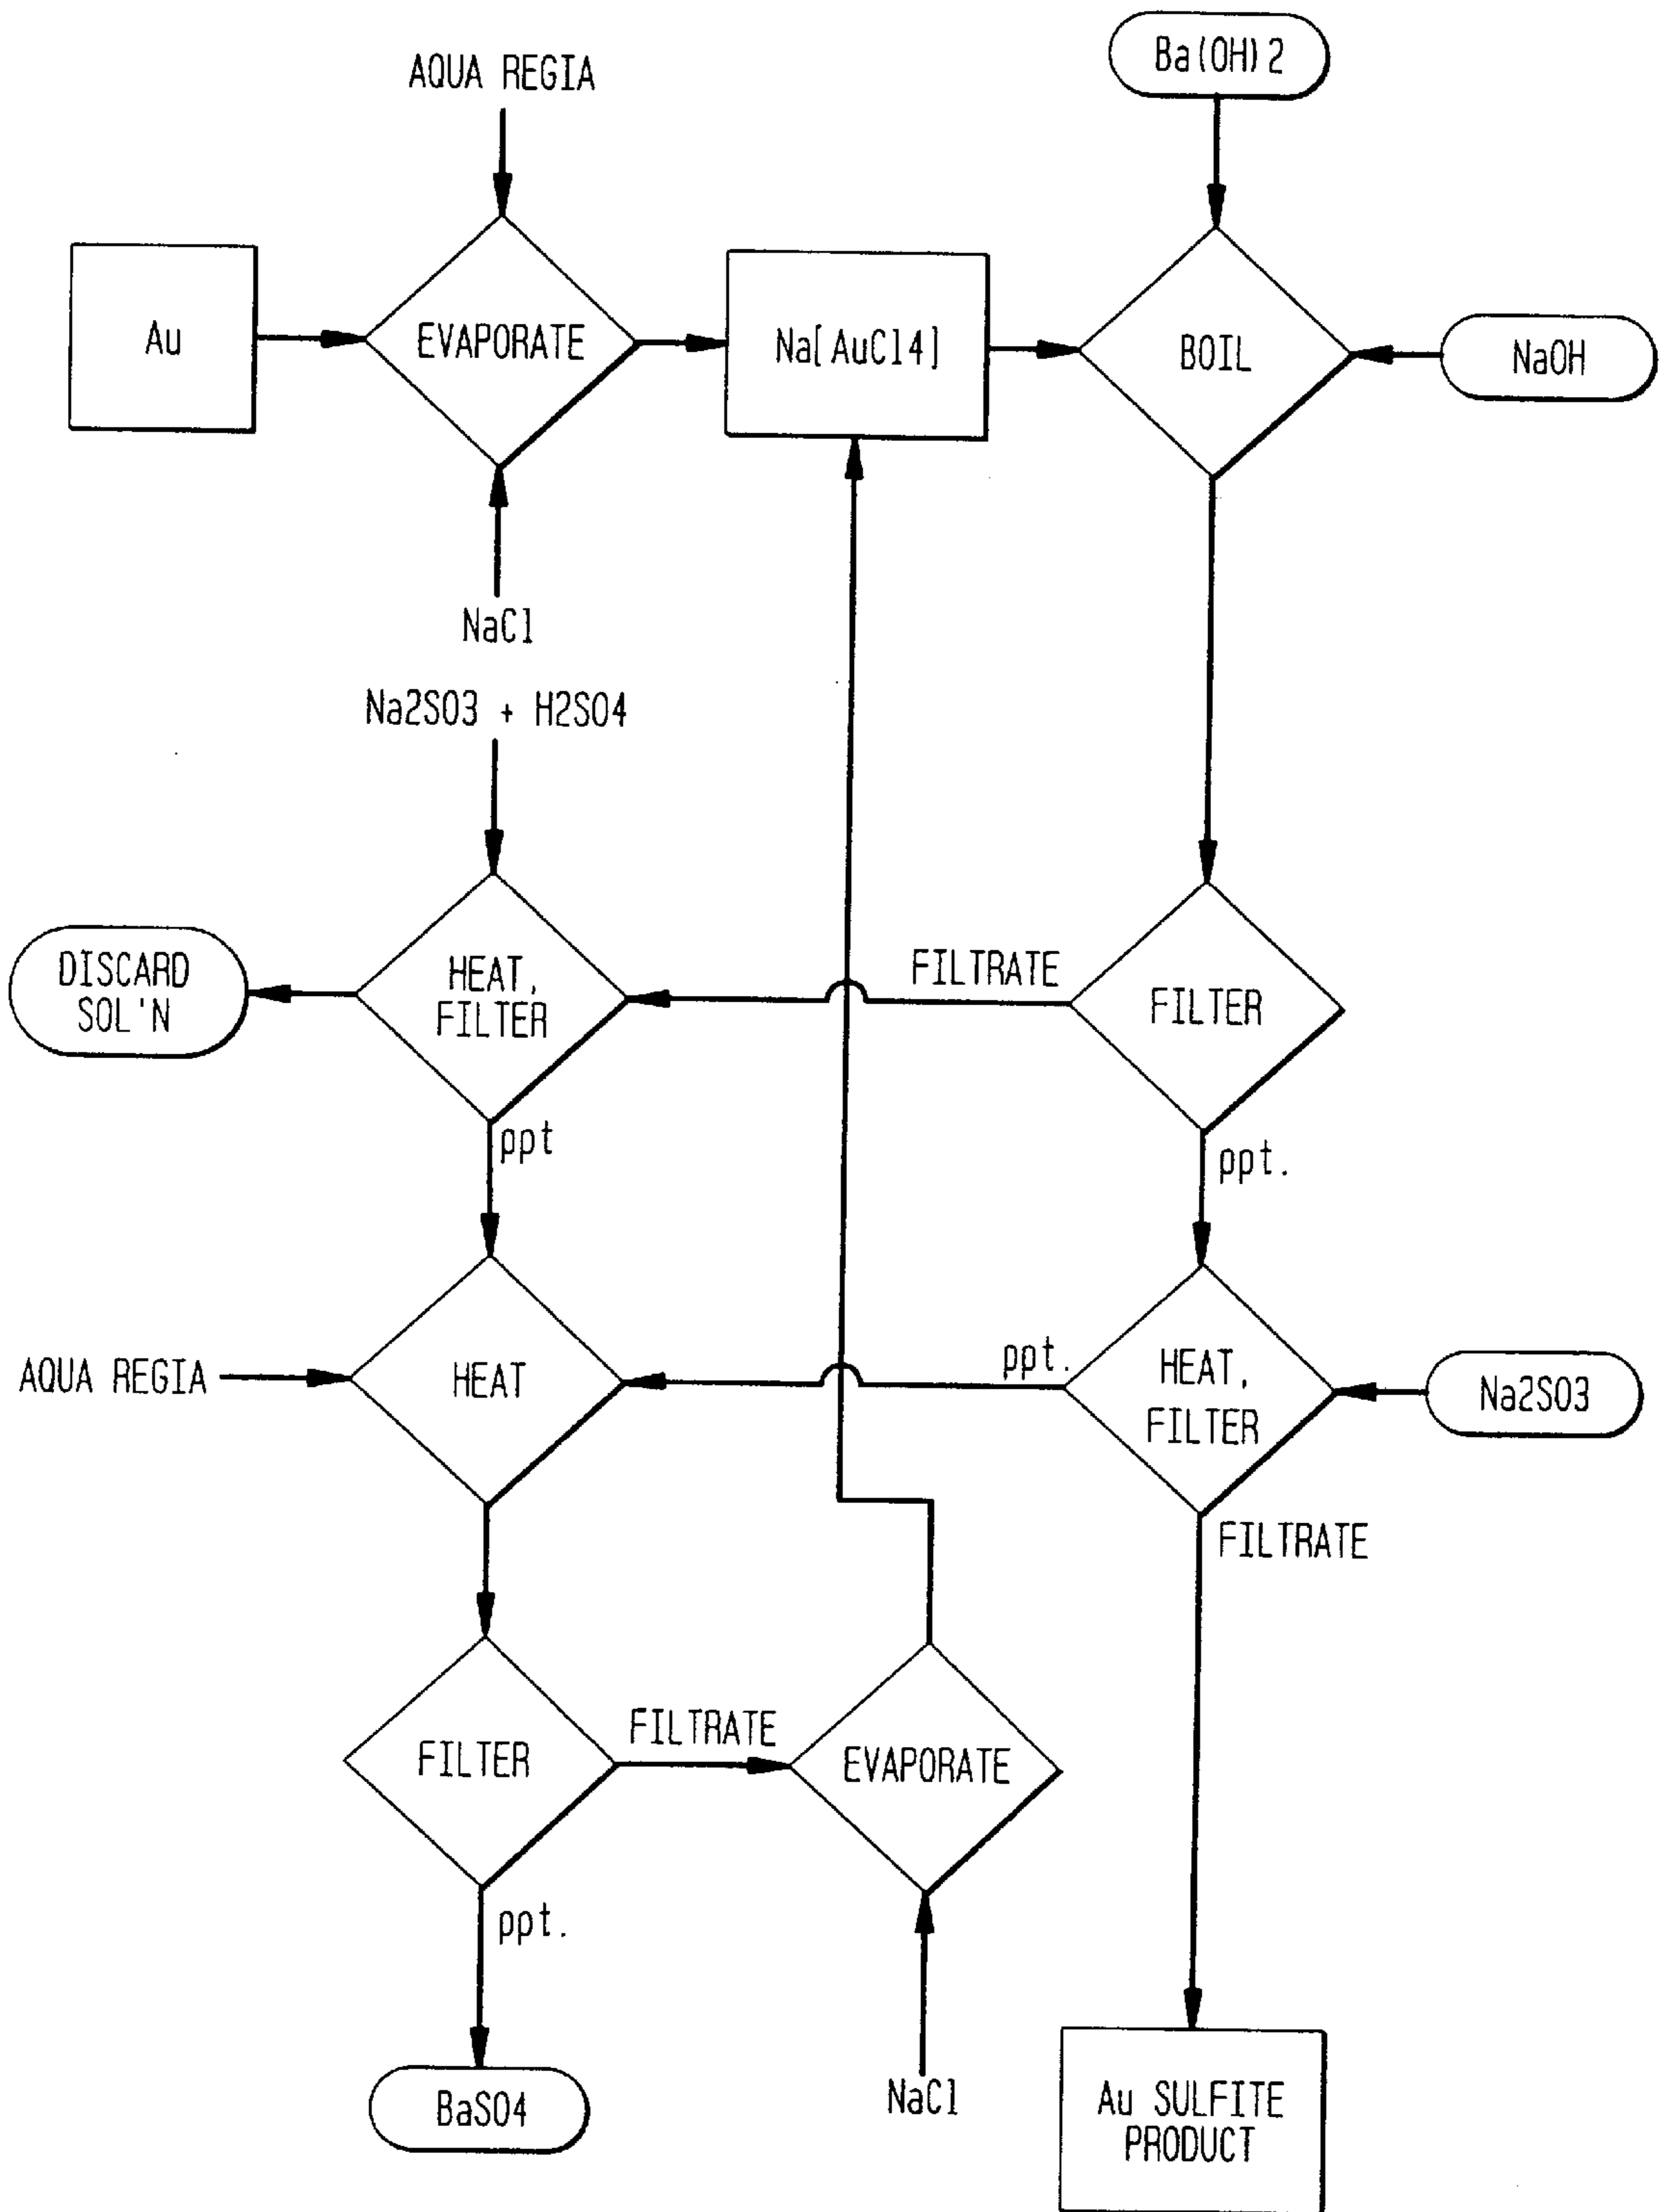 Ba(OH)2
AQUA REGIA
Au
EVAPORATE
Na[AuCl4]
BOIL
NaOH
NaCl
Na2SO3 + H2SO4
DISCARD
SOL'N
HEAT,
FILTER
FILTRATE
FILTER
ppt
ppt.
AQUA REGIA
HEAT
ppt.
HEAT,
FILTER
Na2SO3
FILTRATE
FILTER
FILTRATE
EVAPORATE
ppt.
BaSO4
NaCl
Au SULFITE
PRODUCT